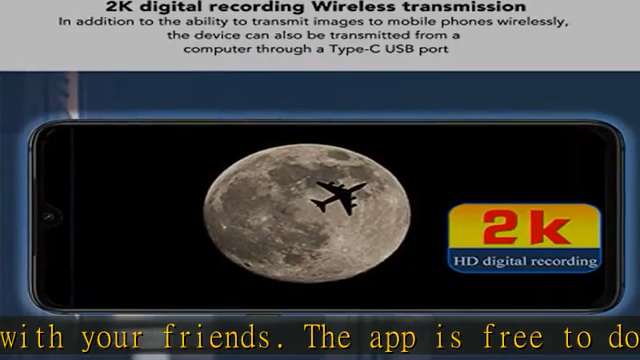 2K digital recording Wireless transmission
In addition to the ability to transmit images to mobile phones wirelessly,
the device can also be transmitted from a
computer through a Type-C USB port
2k
HD digital recording
with your friends. The app is free to do